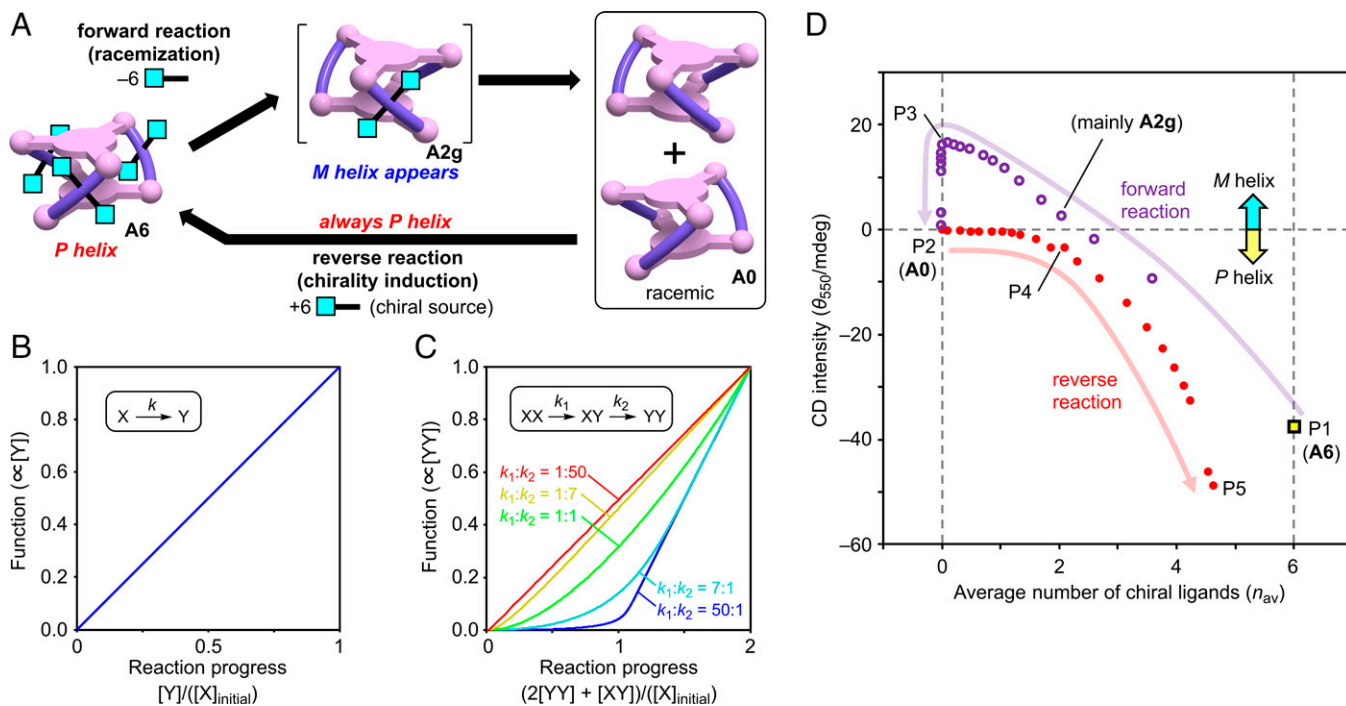 A
forward reaction
(racemization)
–6
A6
P helix
A2g
M helix appears
always P helix
reverse reaction
(chirality induction)
+6 (chiral source)
+
A0
racemic
B
Function (∝[Y])
1.0
0.8
0.6
0.4
0.2
0.0
X k Y
0 0.5 1
Reaction progress
[Y]/([X]initial)
C
Function (∝[YY])
1.0
0.8
0.6
0.4
0.2
0.0
XX k1 XY k2 YY
k1:k2 = 1:50
k1:k2 = 1:7
k1:k2 = 1:1
k1:k2 = 7:1
k1:k2 = 50:1
0 1 2
Reaction progress
(2[YY] + [XY])/([X]initial)
D
CD intensity (θ550/mdeg)
20
0
–20
–40
–60
P3
(mainly A2g)
forward
reaction
M helix
P helix
P2
(A0)
P4
reverse
reaction
P1
(A6)
P5
0 2 4 6
Average number of chiral ligands (nav)